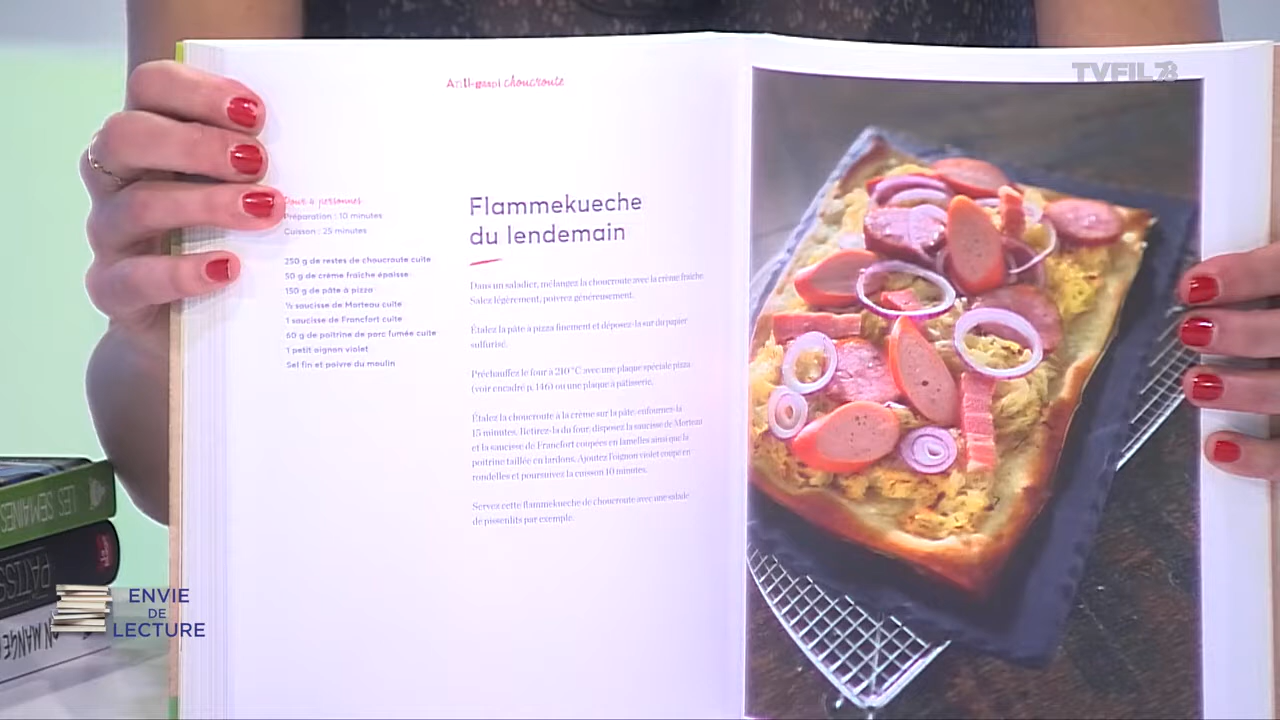 TVFIL78
Anti-gaspi choucroute
Pour 4 personnes
Préparation : 10 minutes
Cuisson : 25 minutes
250 g de restes de choucroute cuite
50 g de crème fraîche épaisse
150 g de pâte à pizza
½ saucisse de Morteau cuite
1 saucisse de Francfort cuite
60 g de poitrine de porc fumée cuite
1 petit oignon violet
Sel fin et poivre du moulin
Flammekueche
du lendemain
Dans un saladier, mélangez la choucroute avec la crème fraîche.
Salez légèrement, poivrez généreusement.
Étalez la pâte à pizza finement et déposez-la sur du papier
sulfurisé.
Préchauffez le four à 210 °C avec une plaque spéciale pizza
(voir encadré p. 146) ou une plaque à pâtisserie.
Étalez la choucroute à la crème sur la pâte, enfournez-la
15 minutes. Retirez-la du four, disposez la saucisse de Morteau
et la saucisse de Francfort coupées en lamelles ainsi que la
poitrine taillée en lardons. Ajoutez l'oignon violet coupé en
rondelles et poursuivez la cuisson 10 minutes.
Servez cette flammekueche de choucroute avec une salade
de pissenlits par exemple.
LES SEMAINES
PÂTISS
ON MANGE
ENVIE
DE
LECTURE